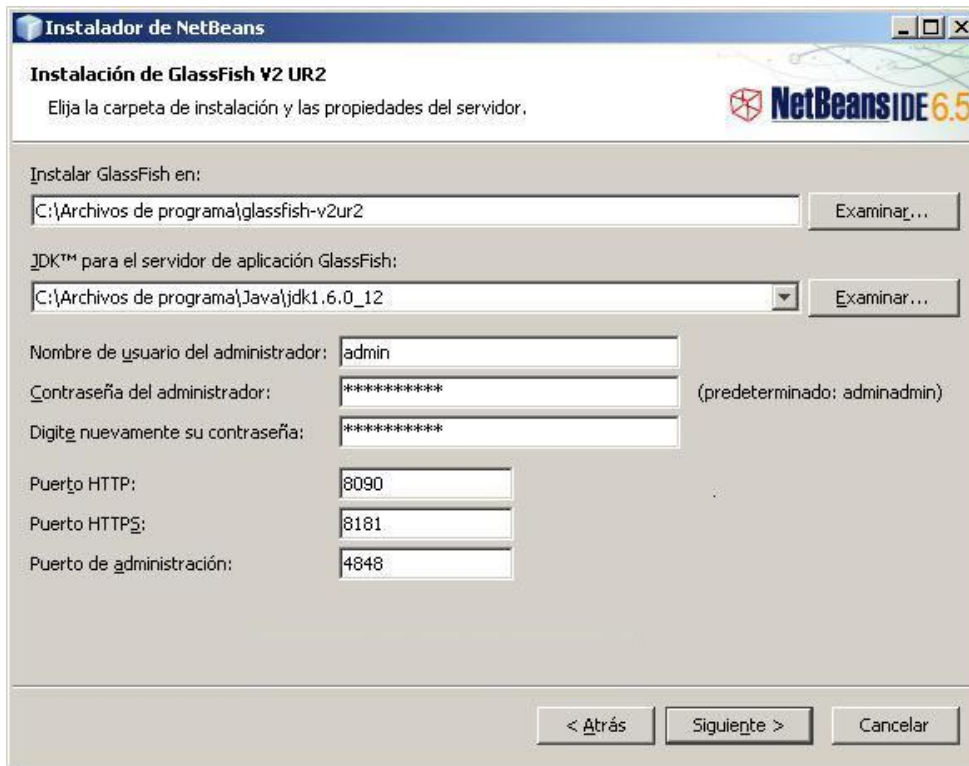 Instalador de NetBeans
Instalación de GlassFish V2 UR2
Elija la carpeta de instalación y las propiedades del servidor.
NetBeans IDE 6.5
Instalar GlassFish en:
C:\Archivos de programa\glassfish-v2ur2 Examinar...
JDK™ para el servidor de aplicación GlassFish:
C:\Archivos de programa\Java\jdk1.6.0_12 Examinar...
Nombre de usuario del administrador: admin
Contraseña del administrador: ********** (predeterminado: adminadmin)
Digite nuevamente su contraseña: **********
Puerto HTTP: 8090
Puerto HTTPS: 8181
Puerto de administración: 4848
< Atrás Siguiente > Cancelar